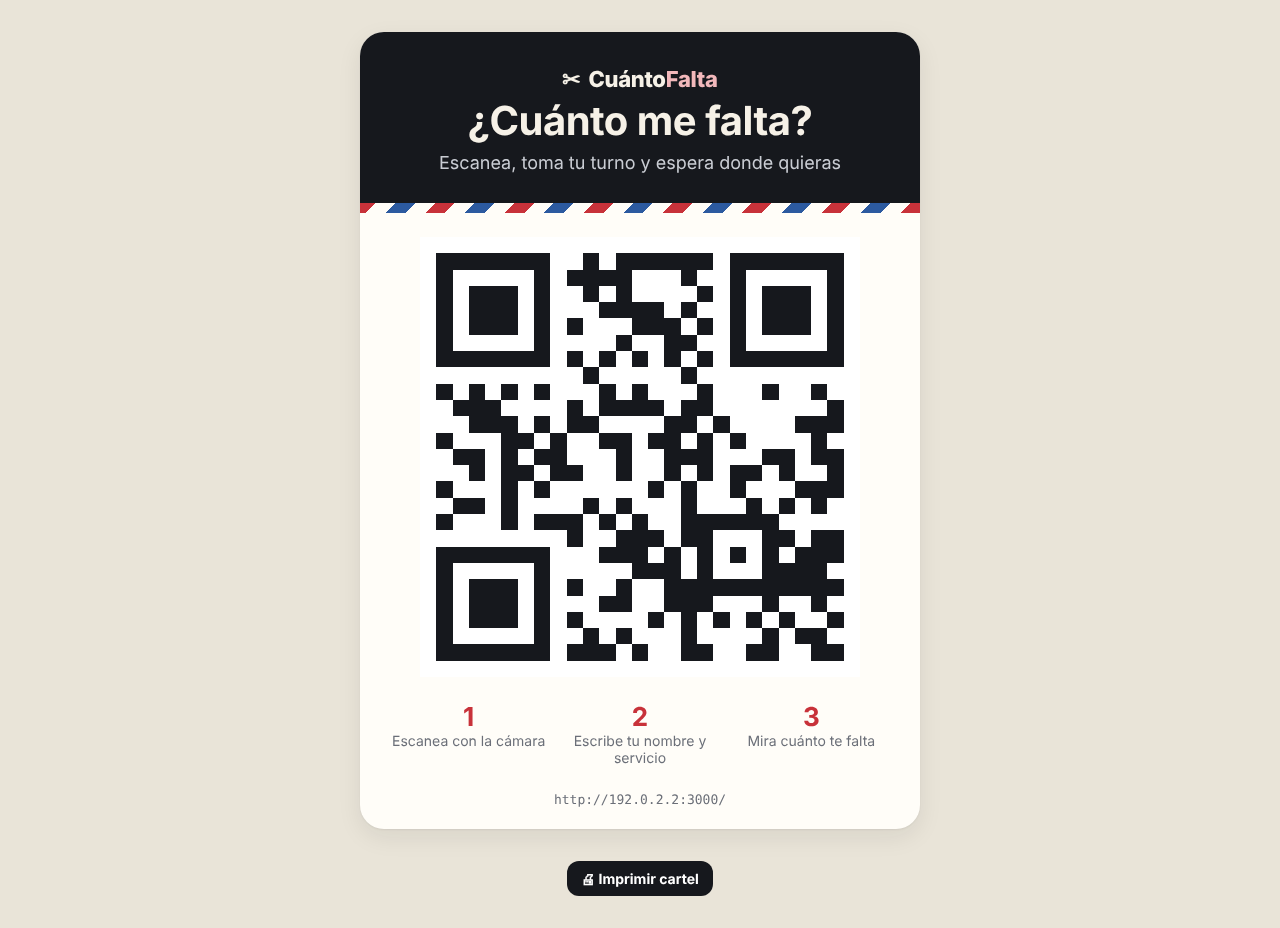 ✂ CuántoFalta
¿Cuánto me falta?
Escanea, toma tu turno y espera donde quieras
1
Escanea con la cámara
2
Escribe tu nombre y
servicio
3
Mira cuánto te falta
http://192.0.2.2:3000/
🖨 Imprimir cartel